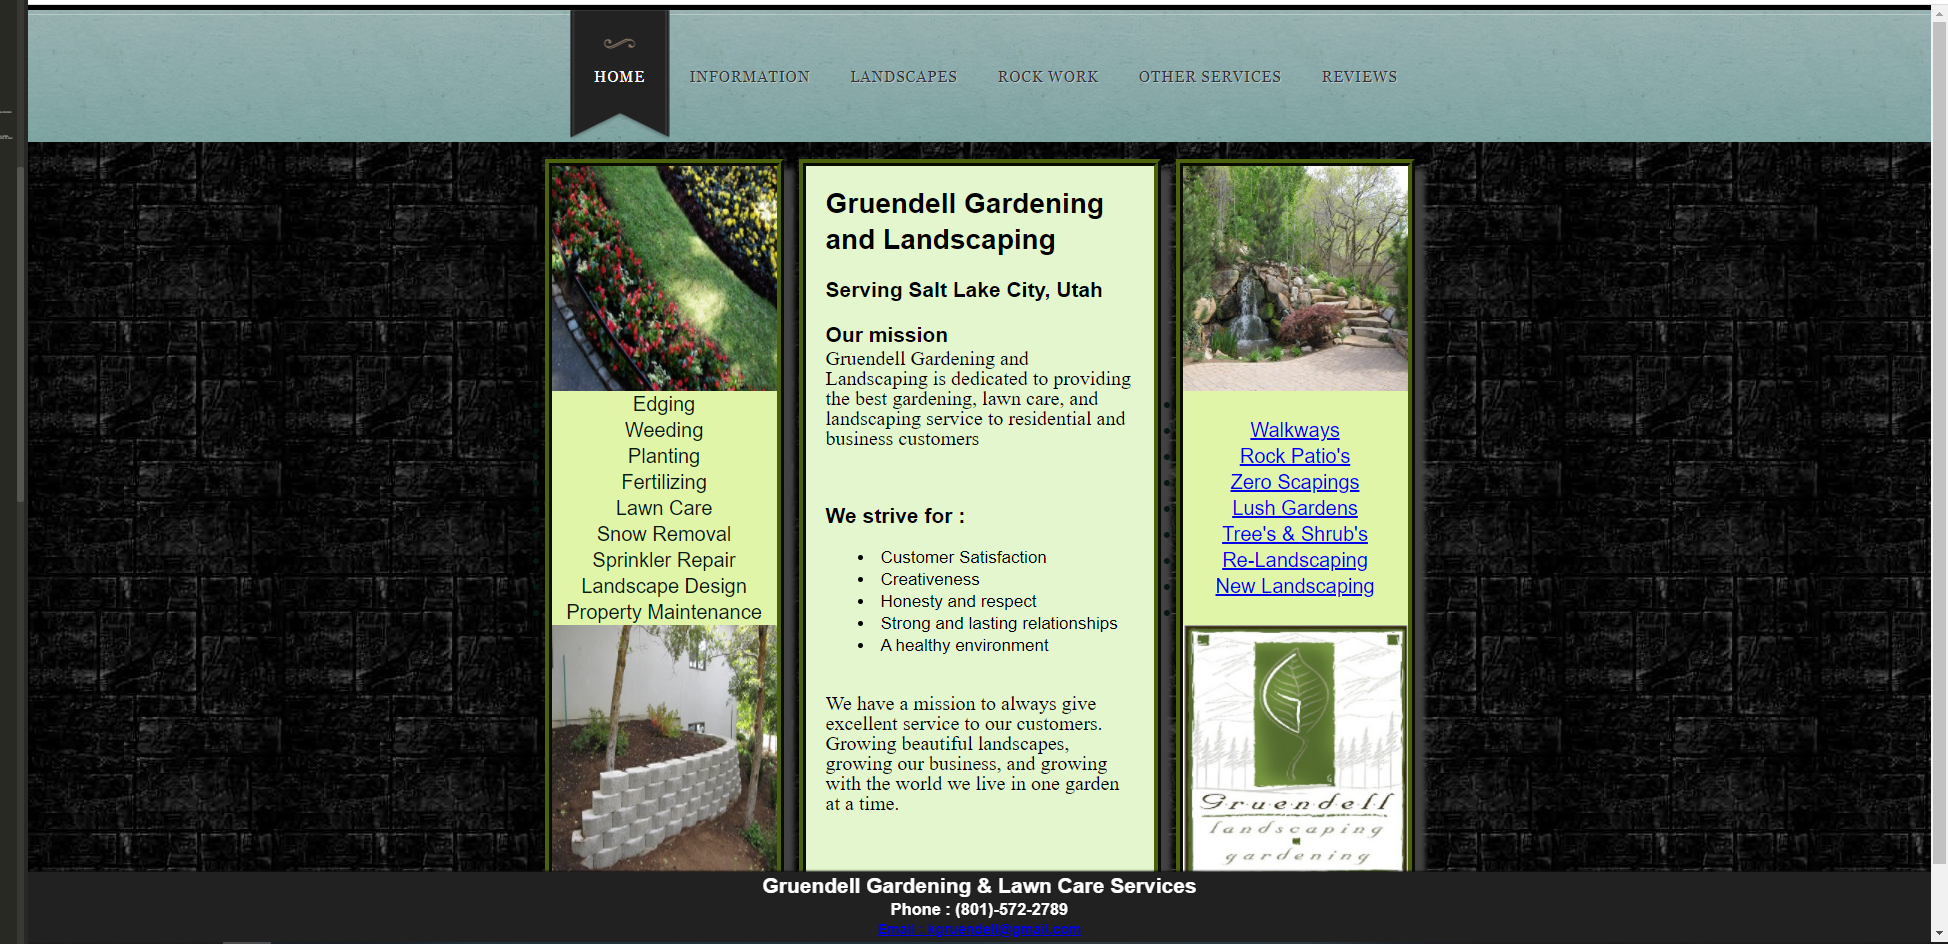 HOME
INFORMATION
LANDSCAPES
ROCK WORK
OTHER SERVICES
REVIEWS
Edging
Weeding
Planting
Fertilizing
Lawn Care
Snow Removal
Sprinkler Repair
Landscape Design
Property Maintenance
Gruendell Gardening
and Landscaping
Serving Salt Lake City, Utah
Our mission
Gruendell Gardening and
Landscaping is dedicated to providing
the best gardening, lawn care, and
landscaping service to residential and
business customers
We strive for :
Customer Satisfaction
Creativeness
Honesty and respect
Strong and lasting relationships
A healthy environment
We have a mission to always give
excellent service to our customers.
Growing beautiful landscapes,
growing our business, and growing
with the world we live in one garden
at a time.
Walkways
Rock Patio's
Zero Scapings
Lush Gardens
Tree's & Shrub's
Re-Landscaping
New Landscaping
Gruendell
landscaping
gardening
Gruendell Gardening & Lawn Care Services
Phone : (801)-572-2789
Email : kgruendell@gmail.com